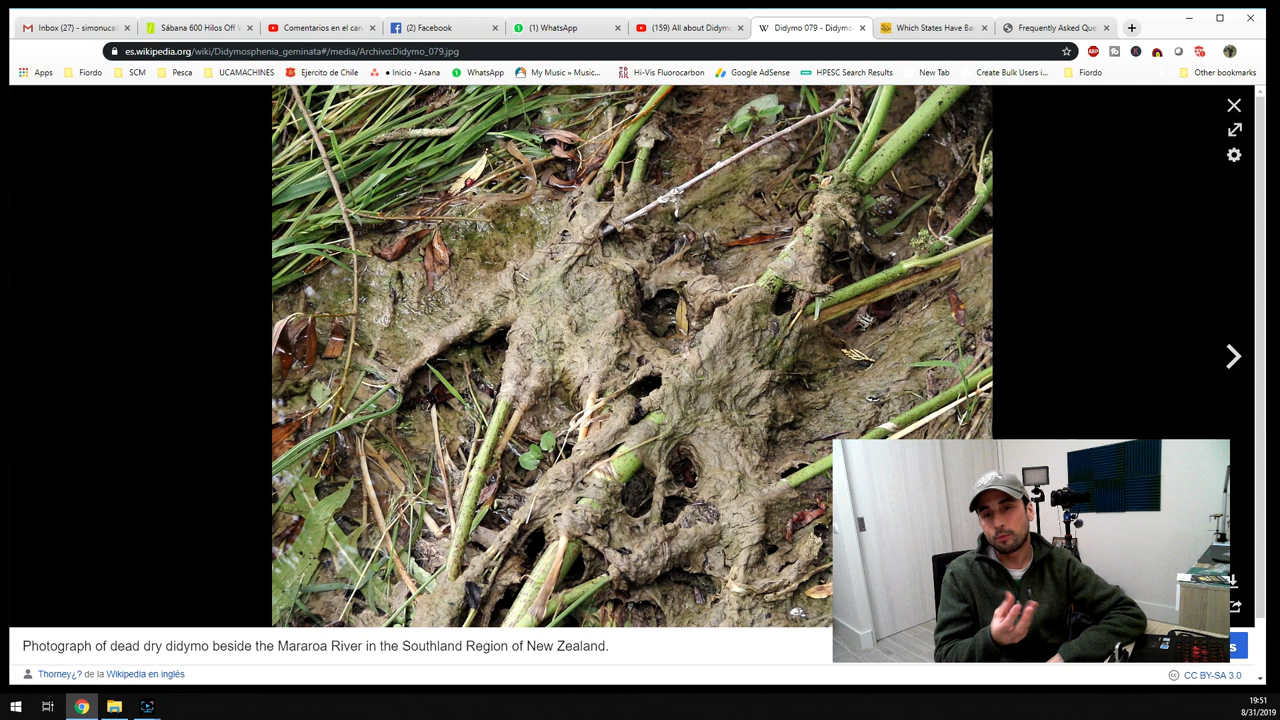 Inbox (27) - simonuca
Sábana 600 Hilos Off W
Comentarios en el can
(2) Facebook
(1) WhatsApp
(159) All about Didym
Didymo 079 - Didymo
Which States Have Ba
Frequently Asked Que
es.wikipedia.org/wiki/Didymosphenia_geminata#/media/Archivo:Didymo_079.jpg
Apps
Fiordo
SCM
Pesca
UCAMACHINES
Ejercito de Chile
• Inicio - Asana
WhatsApp
My Music » Music...
Hi-Vis Fluorocarbon
Google AdSense
HPESC Search Results
New Tab
Create Bulk Users i...
Fiordo
Other bookmarks
Photograph of dead dry didymo beside the Mararoa River in the Southland Region of New Zealand.
Thorney¿? de la Wikipedia en inglés
CC BY-SA 3.0
19:51
8/31/2019